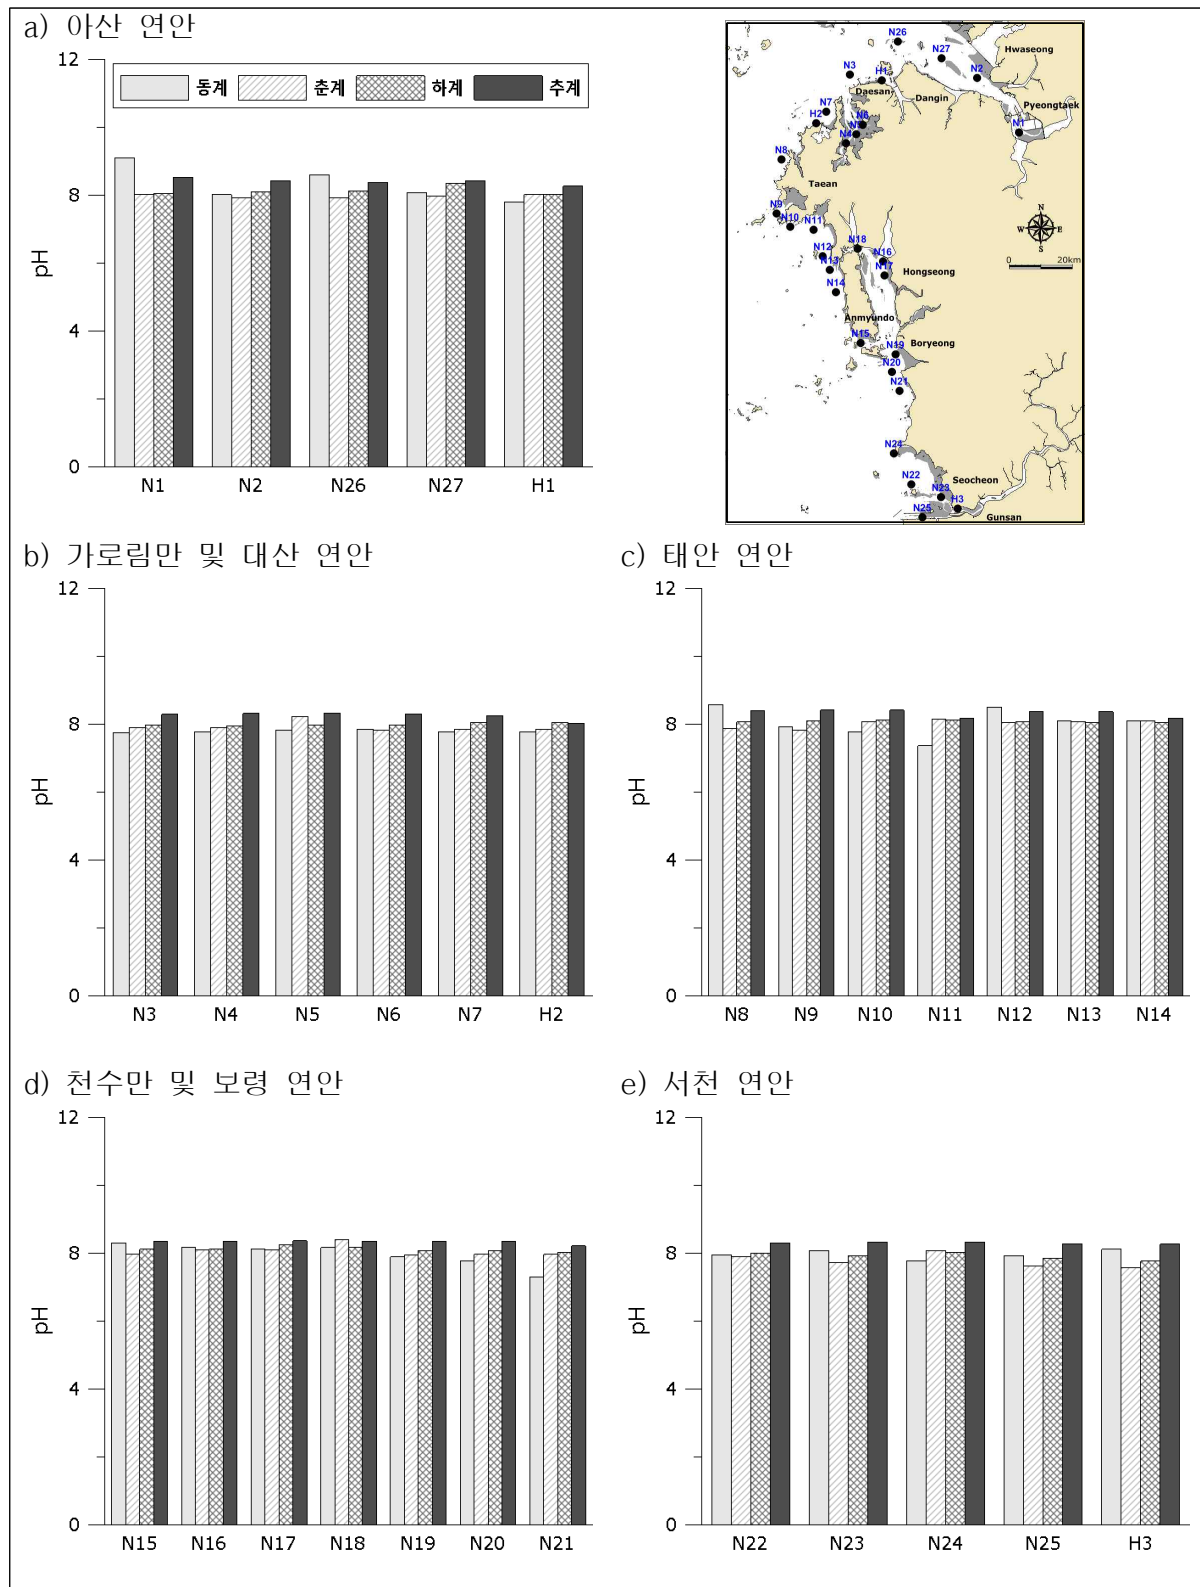 a) 아산 연안
12
8
4
0
pH
동계 춘계 하계 추계
N1 N2 N26 N27 H1
N26
N27
Hwaseong
N3
H1
N2
Daesan
Dangin
N7
H2
N6
N5
N4
Pyeongtaek
N1
N8
Taean
N9
N10
N11
N
W E
S
N18
N12
N16
N13
N17
Hongseong
0 20km
N14
Anmyundo
N15
Boryeong
N19
N20
N21
N24
N22
Seocheon
N23
H3
N25
Gunsan
b) 가로림만 및 대산 연안
12
8
4
0
pH
N3 N4 N5 N6 N7 H2
c) 태안 연안
12
8
4
0
pH
N8 N9 N10 N11 N12 N13 N14
d) 천수만 및 보령 연안
12
8
4
0
pH
N15 N16 N17 N18 N19 N20 N21
e) 서천 연안
12
8
4
0
pH
N22 N23 N24 N25 H3